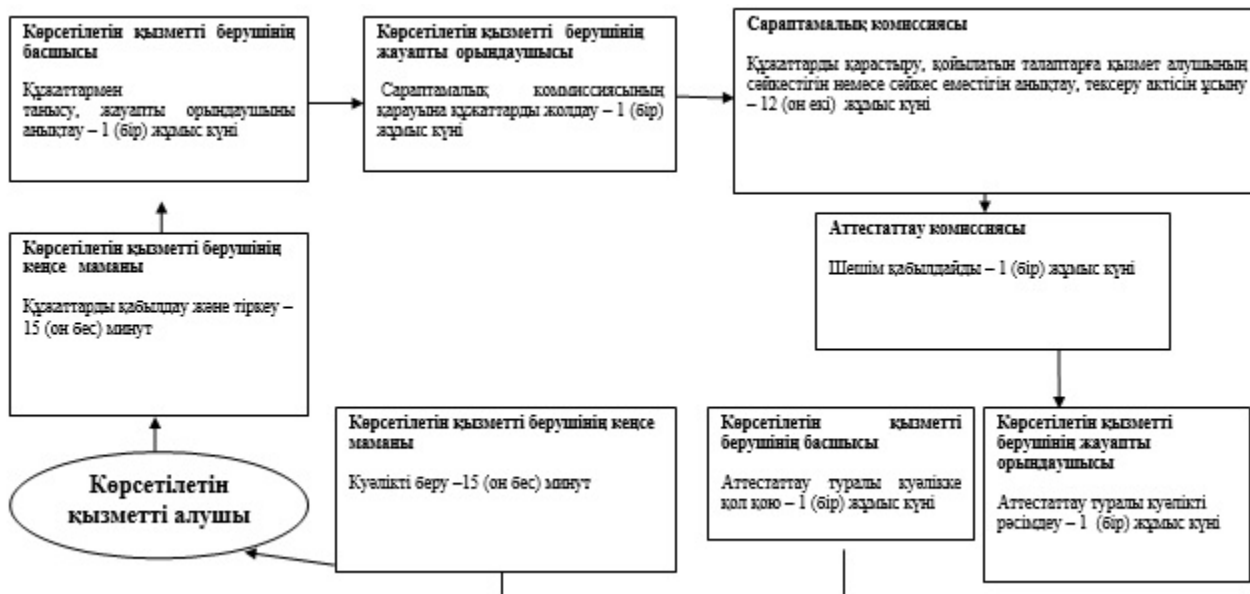 Көрсетілетін қызметті берушінің
басшысы
Құжаттармен
танысу, жауапты орындаушыны
анықтау – 1 (бір) жұмыс күні
Көрсетілетін қызметті берушінің
жауапты орындаушысы
Сараптамалық коммиссиясының
қарауына құжаттарды жолдау – 1 (бір)
жұмыс күні
Сараптамалық комиссиясы
Құжаттарды қарастыру, қойылатын талаптарға қызмет алушының
сәйкестігін немесе сәйкес еместігін анықтау, тексеру актісін ұсыну
– 12 (он екі) жұмыс күні
Көрсетілетін қызметті берушінің
кеңсе маманы
Құжаттарды қабылдау және тіркеу –
15 (он бес) минут
Аттестаттау комиссиясы
Шешім қабылдайды – 1 (бір) жұмыс күні
Көрсетілетін
қызметті алушы
Көрсетілетін қызметті берушінің кеңсе
маманы
Куәлікті беру –15 (он бес) минут
Көрсетілетін қызметті
берушінің басшысы
Аттестаттау туралы куәлікке
қол қою – 1 (бір) жұмыс күні
Көрсетілетін қызметті
берушінің жауапты
орындаушысы
Аттестаттау туралы куәлікті
рәсімдеу – 1 (бір) жұмыс күні